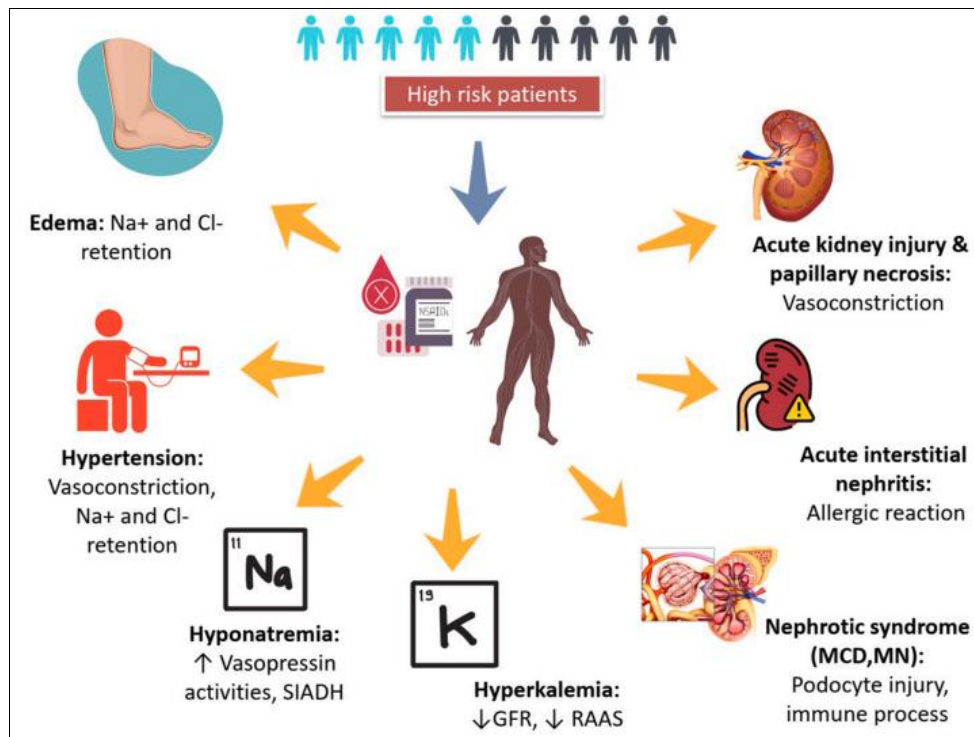 High risk patients
Edema: Na+ and Cl-
retention
NSAIDs
Acute kidney injury &
papillary necrosis:
Vasoconstriction
Hypertension:
Vasoconstriction,
Na+ and Cl-
retention
Acute interstitial
nephritis:
Allergic reaction
11
Na
Hyponatremia:
↑ Vasopressin
activities, SIADH
19
K
Hyperkalemia:
↓GFR, ↓ RAAS
Nephrotic syndrome
(MCD,MN):
Podocyte injury,
immune process